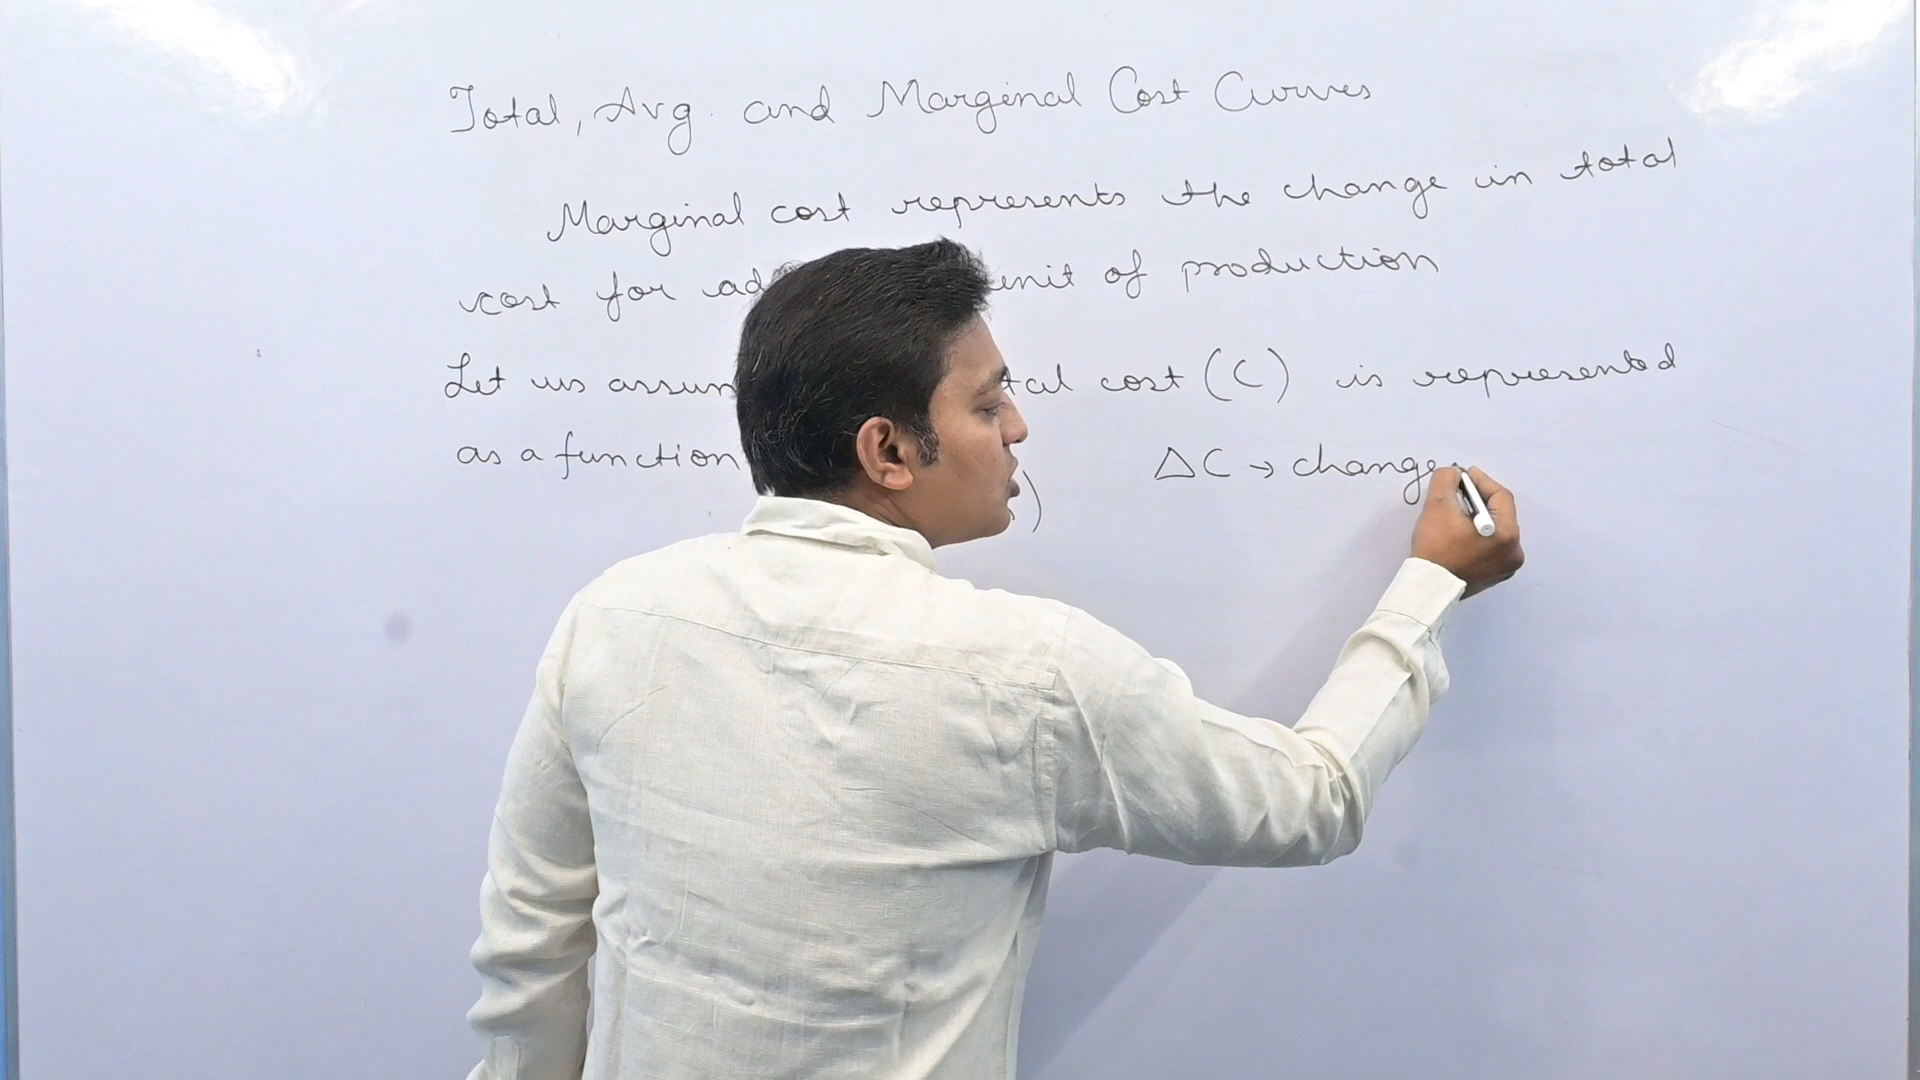 Total, Avg. and Marginal Cost Curves
Marginal cost represents the change in total
cost for ad unit of production
Let us assum tal cost (C) is represented
as a function
) ΔC → change